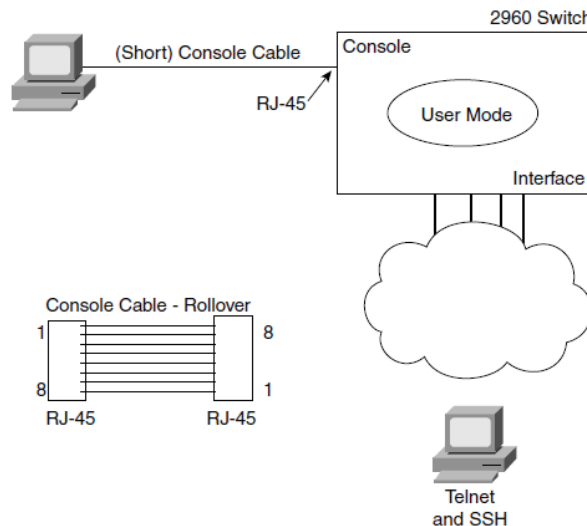 2960 Switch
(Short) Console Cable
Console
RJ-45
User Mode
Interface
Console Cable - Rollover
1
8
8
1
RJ-45
RJ-45
Telnet
and SSH